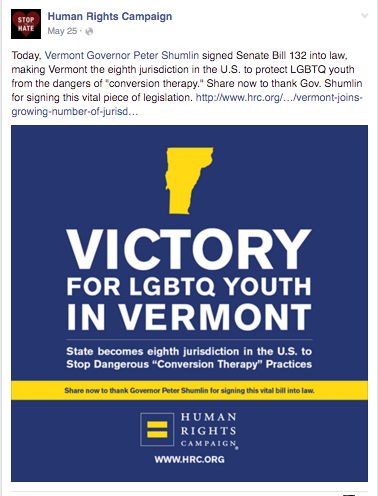 STOP
HATE
Human Rights Campaign
May 25 ·
Today, Vermont Governor Peter Shumlin signed Senate Bill 132 into law,
making Vermont the eighth jurisdiction in the U.S. to protect LGBTQ youth
from the dangers of "conversion therapy." Share now to thank Gov. Shumlin
for signing this vital piece of legislation. http://www.hrc.org/…/vermont-joins-
growing-number-of-jurisd…
VICTORY
FOR LGBTQ YOUTH
IN VERMONT
State becomes eighth jurisdiction in the U.S. to
Stop Dangerous “Conversion Therapy” Practices
Share now to thank Governor Peter Shumlin for signing this vital bill into law.
HUMAN
RIGHTS
CAMPAIGN®
WWW.HRC.ORG